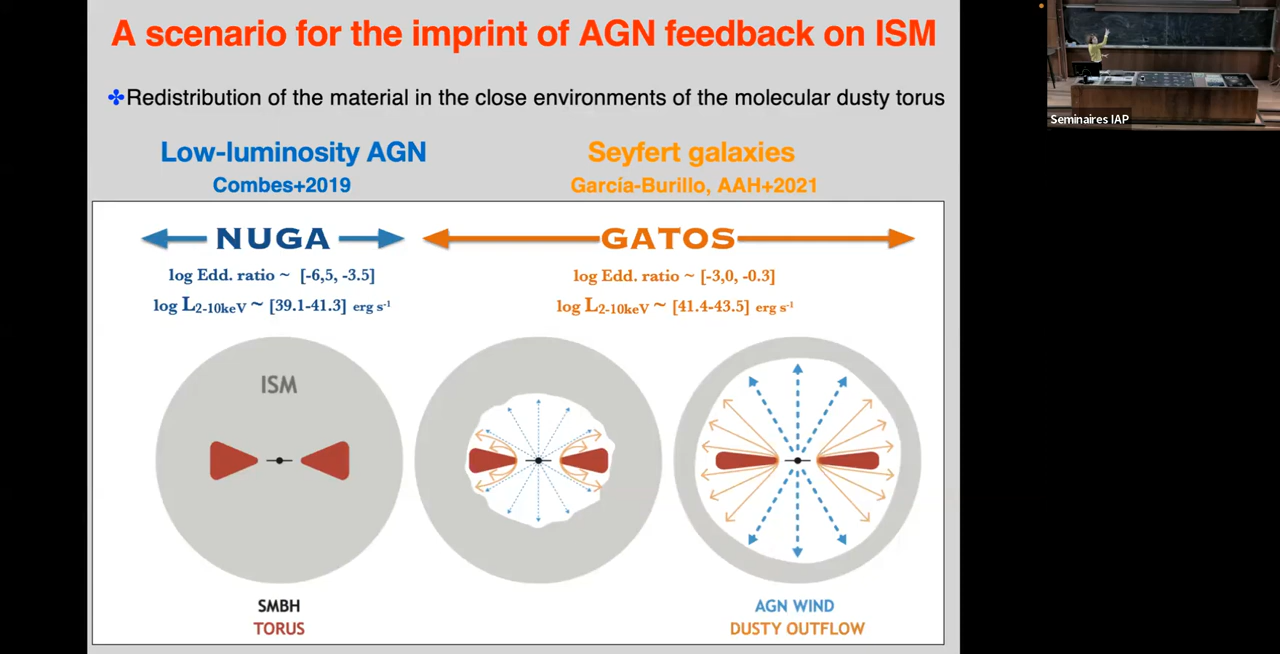 A scenario for the imprint of AGN feedback on ISM
✤Redistribution of the material in the close environments of the molecular dusty torus
Low-luminosity AGN
Combes+2019
Seyfert galaxies
García-Burillo, AAH+2021
NUGA
log Edd. ratio ~ [-6,5, -3.5]
log L2-10keV ~ [39.1-41.3] erg s-1
GATOS
log Edd. ratio ~ [-3,0, -0.3]
log L2-10keV ~ [41.4-43.5] erg s-1
ISM
SMBH
TORUS
AGN WIND
DUSTY OUTFLOW
Seminaires IAP